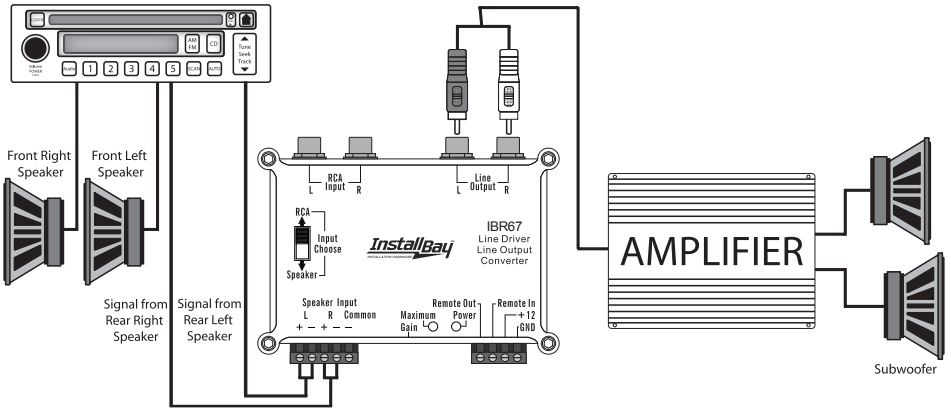 CLOCK
Volume
POWER
AM
FM
CD
Tune
Seek
Track
Audio
1
2
3
4
5
SCAN
AUTO
Front Right
Speaker
Front Left
Speaker
Signal from
Rear Right
Speaker
Signal from
Rear Left
Speaker
RCA
Input
L
R
Line
Output
L
R
RCA
Input
Choose
Speaker
InstallBay
INSTALLATION HARDWARE
IBR67
Line Driver
Line Output
Converter
Speaker Input
L R Common
+ − + − −
Maximum
Gain
Remote Out
Power
Remote In
+12
GND
AMPLIFIER
Subwoofer